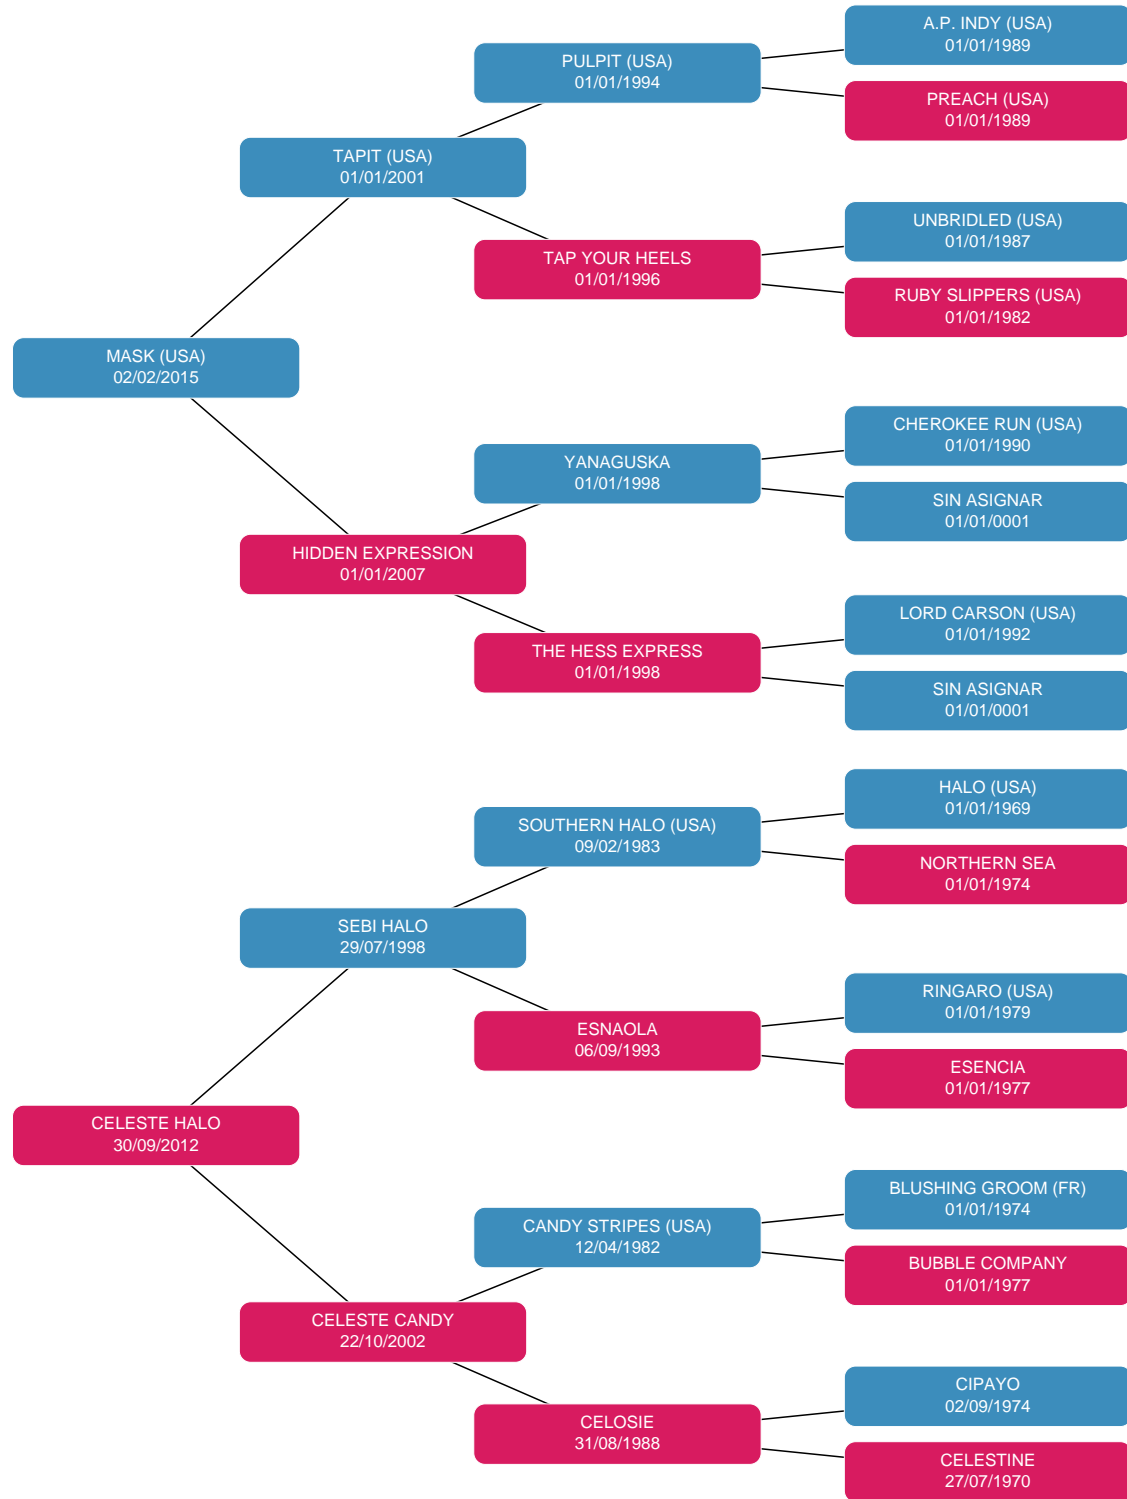 A.P. INDY (USA)
01/01/1989
PULPIT (USA)
01/01/1994
PREACH (USA)
01/01/1989
TAPIT (USA)
01/01/2001
UNBRIDLED (USA)
01/01/1987
TAP YOUR HEELS
01/01/1996
RUBY SLIPPERS (USA)
01/01/1982
MASK (USA)
02/02/2015
CHEROKEE RUN (USA)
01/01/1990
YANAGUSKA
01/01/1998
SIN ASIGNAR
01/01/0001
HIDDEN EXPRESSION
01/01/2007
LORD CARSON (USA)
01/01/1992
THE HESS EXPRESS
01/01/1998
SIN ASIGNAR
01/01/0001
HALO (USA)
01/01/1969
SOUTHERN HALO (USA)
09/02/1983
NORTHERN SEA
01/01/1974
SEBI HALO
29/07/1998
RINGARO (USA)
01/01/1979
ESNAOLA
06/09/1993
ESENCIA
01/01/1977
CELESTE HALO
30/09/2012
BLUSHING GROOM (FR)
01/01/1974
CANDY STRIPES (USA)
12/04/1982
BUBBLE COMPANY
01/01/1977
CELESTE CANDY
22/10/2002
CIPAYO
02/09/1974
CELOSIE
31/08/1988
CELESTINE
27/07/1970